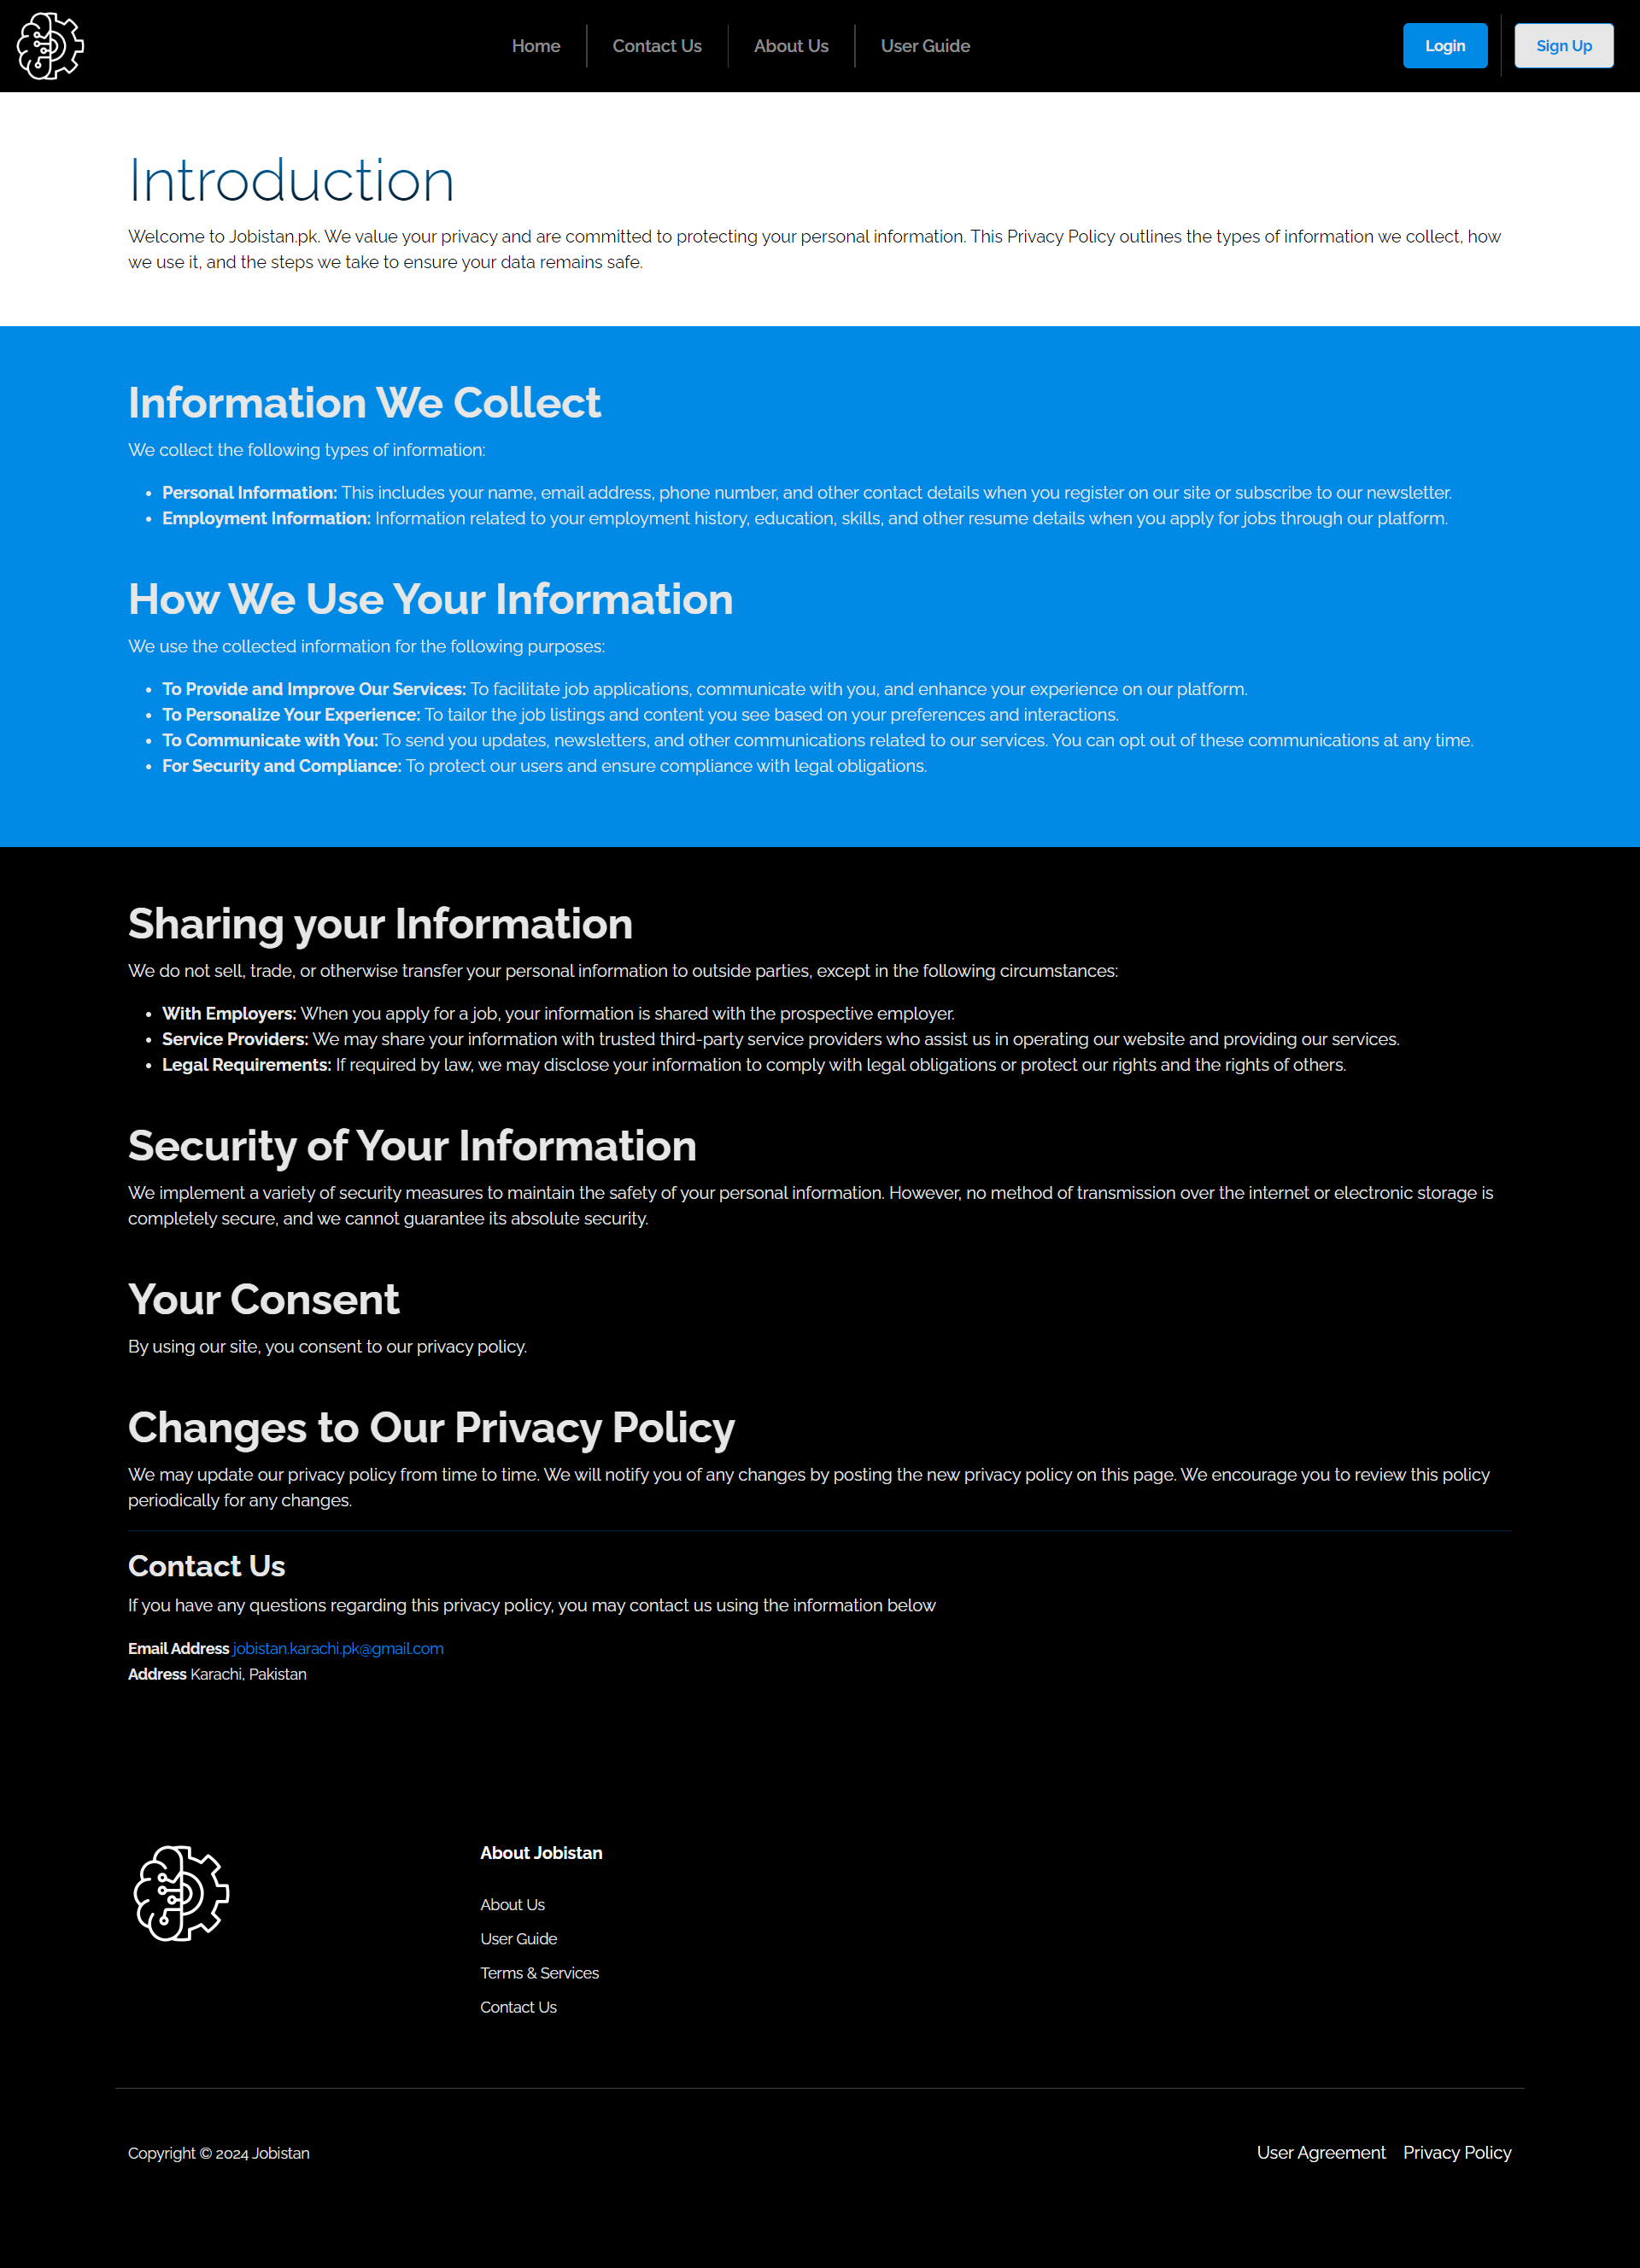 Home
Contact Us
About Us
User Guide
Login
Sign Up
Introduction
Welcome to Jobistan.pk. We value your privacy and are committed to protecting your personal information. This Privacy Policy outlines the types of information we collect, how
we use it, and the steps we take to ensure your data remains safe.
Information We Collect
We collect the following types of information:
• Personal Information: This includes your name, email address, phone number, and other contact details when you register on our site or subscribe to our newsletter.
• Employment Information: Information related to your employment history, education, skills, and other resume details when you apply for jobs through our platform.
How We Use Your Information
We use the collected information for the following purposes:
• To Provide and Improve Our Services: To facilitate job applications, communicate with you, and enhance your experience on our platform.
• To Personalize Your Experience: To tailor the job listings and content you see based on your preferences and interactions.
• To Communicate with You: To send you updates, newsletters, and other communications related to our services. You can opt out of these communications at any time.
• For Security and Compliance: To protect our users and ensure compliance with legal obligations.
Sharing your Information
We do not sell, trade, or otherwise transfer your personal information to outside parties, except in the following circumstances:
• With Employers: When you apply for a job, your information is shared with the prospective employer.
• Service Providers: We may share your information with trusted third-party service providers who assist us in operating our website and providing our services.
• Legal Requirements: If required by law, we may disclose your information to comply with legal obligations or protect our rights and the rights of others.
Security of Your Information
We implement a variety of security measures to maintain the safety of your personal information. However, no method of transmission over the internet or electronic storage is
completely secure, and we cannot guarantee its absolute security.
Your Consent
By using our site, you consent to our privacy policy.
Changes to Our Privacy Policy
We may update our privacy policy from time to time. We will notify you of any changes by posting the new privacy policy on this page. We encourage you to review this policy
periodically for any changes.
Contact Us
If you have any questions regarding this privacy policy, you may contact us using the information below
Email Address jobistan.karachi.pk@gmail.com
Address Karachi, Pakistan
About Jobistan
About Us
User Guide
Terms & Services
Contact Us
Copyright © 2024 Jobistan
User Agreement
Privacy Policy